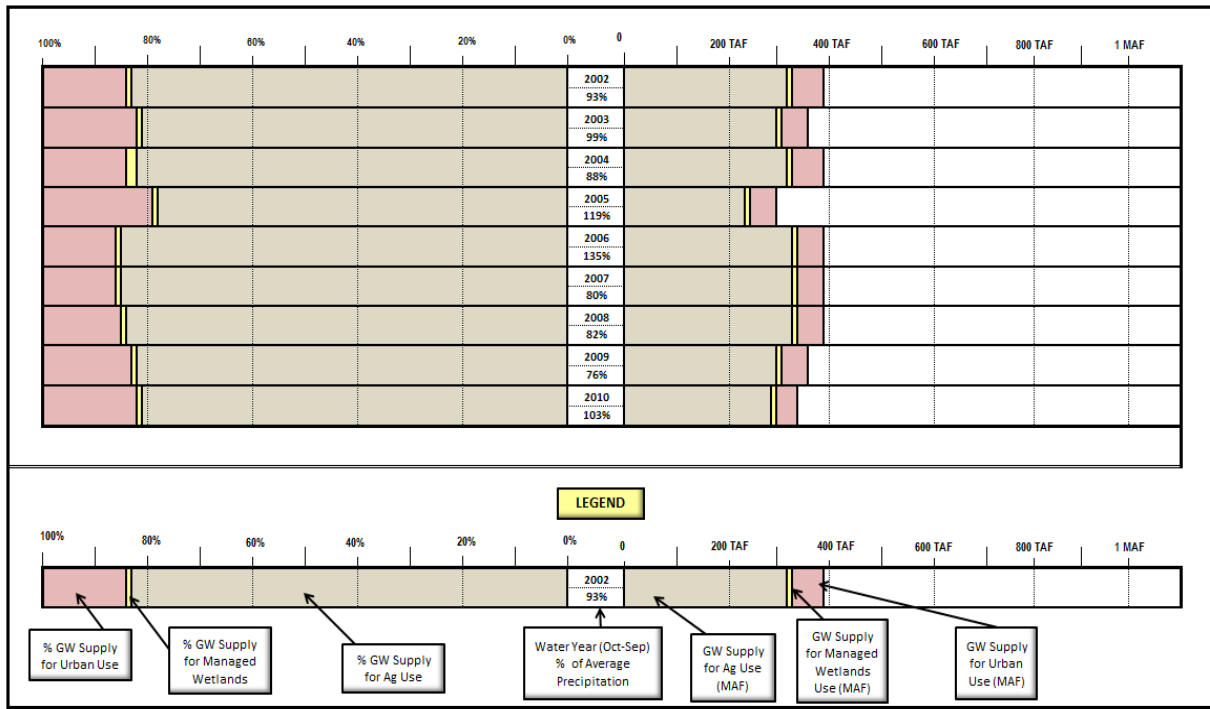 100% 80% 60% 40% 20% 0% 0 200 TAF 400 TAF 600 TAF 800 TAF 1 MAF
2002
93%
2003
99%
2004
88%
2005
119%
2006
135%
2007
80%
2008
82%
2009
76%
2010
103%
LEGEND
100% 80% 60% 40% 20% 0% 0 200 TAF 400 TAF 600 TAF 800 TAF 1 MAF
2002
93%
% GW Supply
for Urban Use
% GW Supply
for Managed
Wetlands
% GW Supply
for Ag Use
Water Year (Oct-Sep)
% of Average
Precipitation
GW Supply
for Ag Use
(MAF)
GW Supply
for Managed
Wetlands
Use (MAF)
GW Supply
for Urban
Use (MAF)